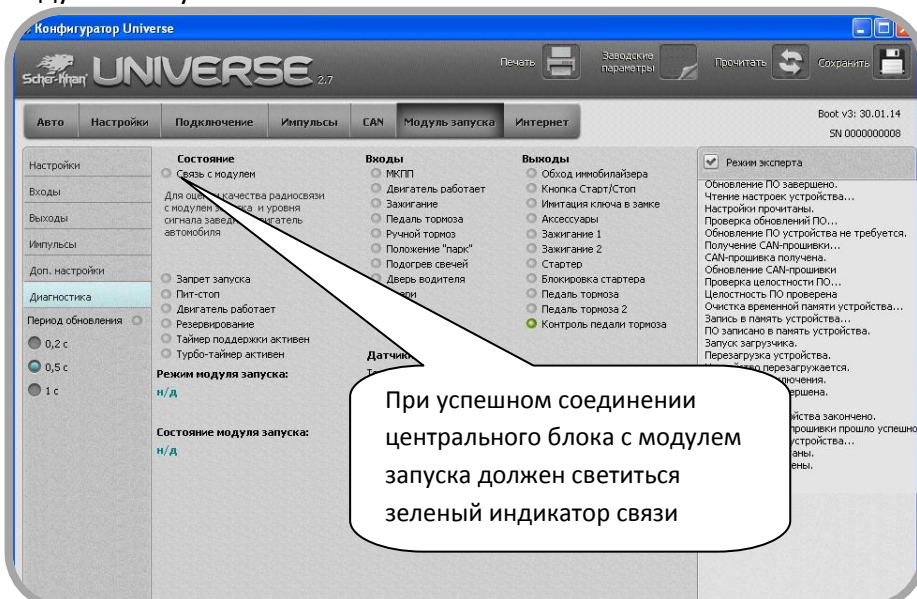 Конфигуратор Universe
Scher-Khan UNIVERSE 2.7
Печать
Заводские
параметры
Прочитать
Сохранить
Авто
Настройки
Подключение
Импульсы
CAN
Модуль запуска
Интернет
Boot v3: 30.01.14
SN 0000000008
Настройки
Входы
Выходы
Импульсы
Доп. настройки
Диагностика
Период обновления
0,2 с
0,5 с
1 с
Состояние
Связь с модулем
Для качества радиосвязи
с модулем и уровня
сигнала
автомобиля
Запрет запуска
Пит-стоп
Двигатель работает
Резервирование
Таймер поддержки активен
Турбо-таймер активен
Режим модуля запуска:
н/д
Состояние модуля запуска:
н/д
Входы
МКПП
Двигатель работает
Зажигание
Педаль тормоза
Ручной тормоз
Положение "парк"
Подогрев свечей
Дверь водителя
Выходы
Обход иммобилайзера
Кнопка Старт/Стоп
Имитация ключа в замке
Аксессуары
Зажигание 1
Зажигание 2
Стартер
Блокировка стартера
Педаль тормоза
Педаль тормоза 2
Контроль педали тормоза
Режим эксперта
Обновление ПО завершено.
Чтение настроек устройства...
Настройки прочитаны.
Проверка обновлений ПО...
Обновление ПО устройства не требуется.
Получение CAN-прошивки...
CAN-прошивка получена.
Обновление CAN-прошивки
Проверка целостности ПО...
Целостность ПО проверена
Очистка временной памяти устройства...
Запись в память устройства...
ПО записано в память устройства.
Запуск загрузчика.
Перезагрузка устройства.
перезагружается.
закончено.
прошло успешно
При успешном соединении
центрального блока с модулем
запуска должен светиться
зеленый индикатор связи